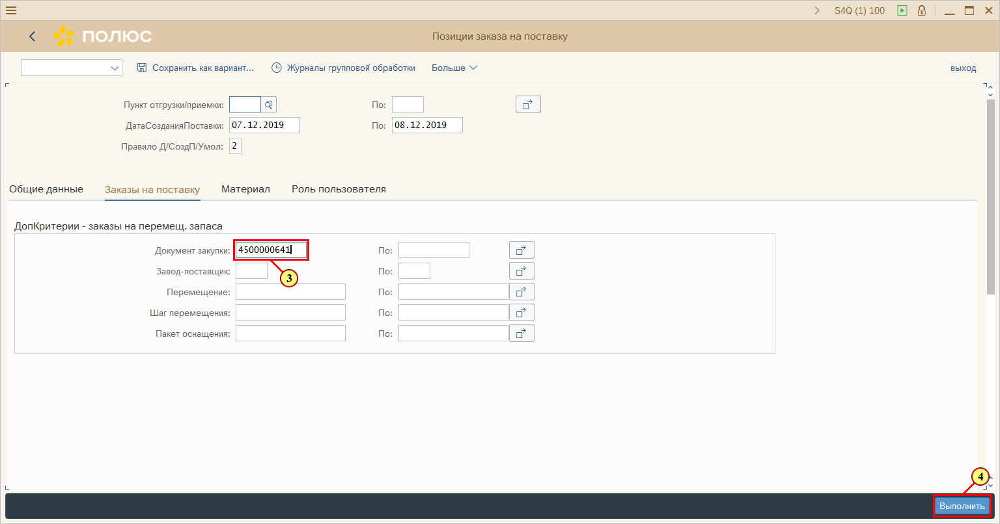 S4Q (1) 100
ПОЛЮС
Позиции заказа на поставку
Сохранить как вариант... Журналы групповой обработки Больше выход
Пункт отгрузки/приемки: По:
ДатаСозданияПоставки: 07.12.2019 По: 08.12.2019
Правило Д/СоздП/Умол: 2
Общие данные Заказы на поставку Материал Роль пользователя
ДопКритерии - заказы на перемещ. запаса
Документ закупки: 4500000641 По:
Завод-поставщик: По:
3
Перемещение: По:
Шаг перемещения: По:
Пакет оснащения: По:
4
Выполнить